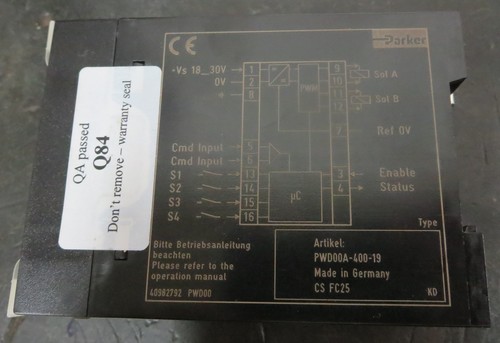 QA passed
Q84
Don't remove – warranty seal
CE
Parker
-Vs 18...30V 1 9 Sol A
0V 2 10
8 11 Sol B
12
PWM
7 Rel 0V
Cmd Input 5
Cmd Input 6
S1 13 3 Enable
S2 14 4 Status
S3 15 µC
S4 16
Type
Bitte Betriebsanleitung
beachten
Please refer to the
operation manual
40982792 PWD00
Artikel:
PWD00A-400-19
Made in Germany
CS FC25
KD